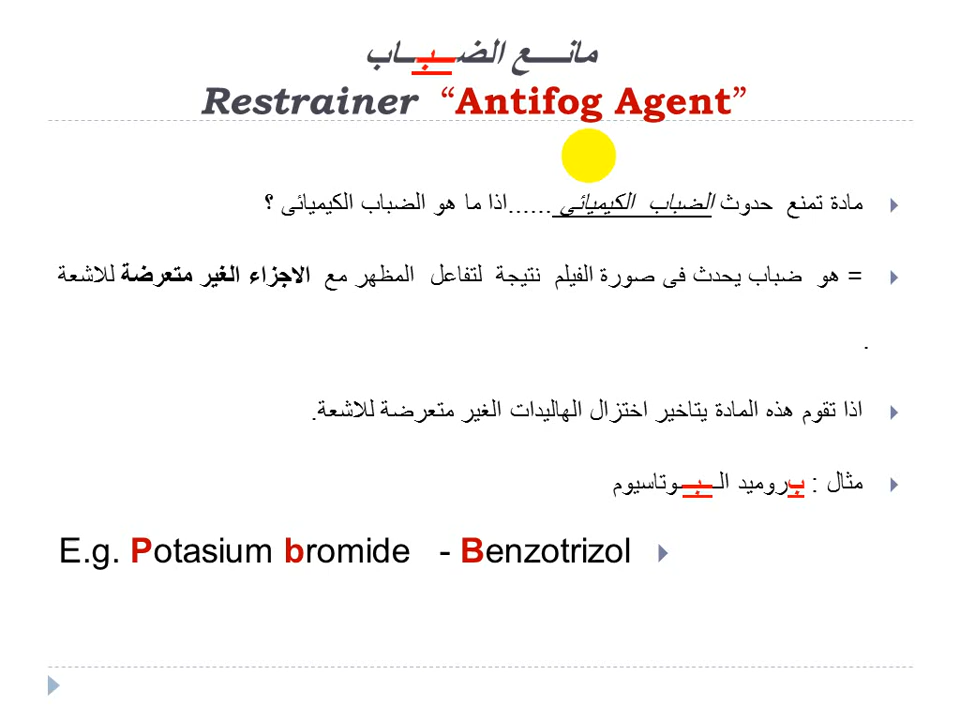 مانـــع الضـــبـــاب
Restrainer “Antifog Agent”
مادة تمنع حدوث الضباب الكيميائى ......اذا ما هو الضباب الكيميائى ؟
= هو ضباب يحدث فى صورة الفيلم نتيجة لتفاعل المظهر مع الاجزاء الغير متعرضة للاشعة
.
اذا تقوم هذه المادة يتاخير اختزال الهاليدات الغير متعرضة للاشعة.
مثال : بروميد الـــبـــوتاسيوم
E.g. Potasium bromide - Benzotrizol